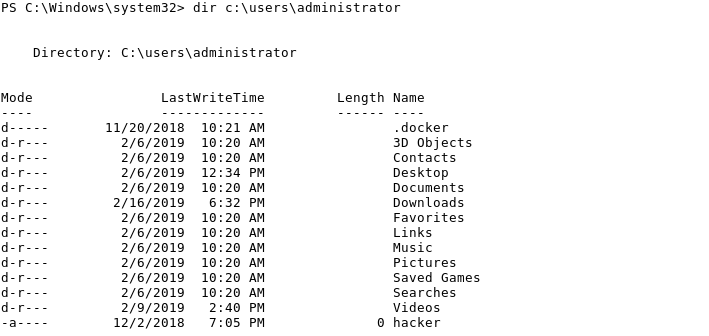 PS C:\Windows\system32> dir c:\users\administrator
Directory: C:\users\administrator
Mode LastWriteTime Length Name
---- ------------- ------ ----
d----- 11/20/2018 10:21 AM .docker
d-r--- 2/6/2019 10:20 AM 3D Objects
d-r--- 2/6/2019 10:20 AM Contacts
d-r--- 2/6/2019 12:34 PM Desktop
d-r--- 2/6/2019 10:20 AM Documents
d-r--- 2/16/2019 6:32 PM Downloads
d-r--- 2/6/2019 10:20 AM Favorites
d-r--- 2/6/2019 10:20 AM Links
d-r--- 2/6/2019 10:20 AM Music
d-r--- 2/6/2019 10:20 AM Pictures
d-r--- 2/6/2019 10:20 AM Saved Games
d-r--- 2/6/2019 10:20 AM Searches
d-r--- 2/9/2019 2:40 PM Videos
-a---- 12/2/2018 7:05 PM 0 hacker